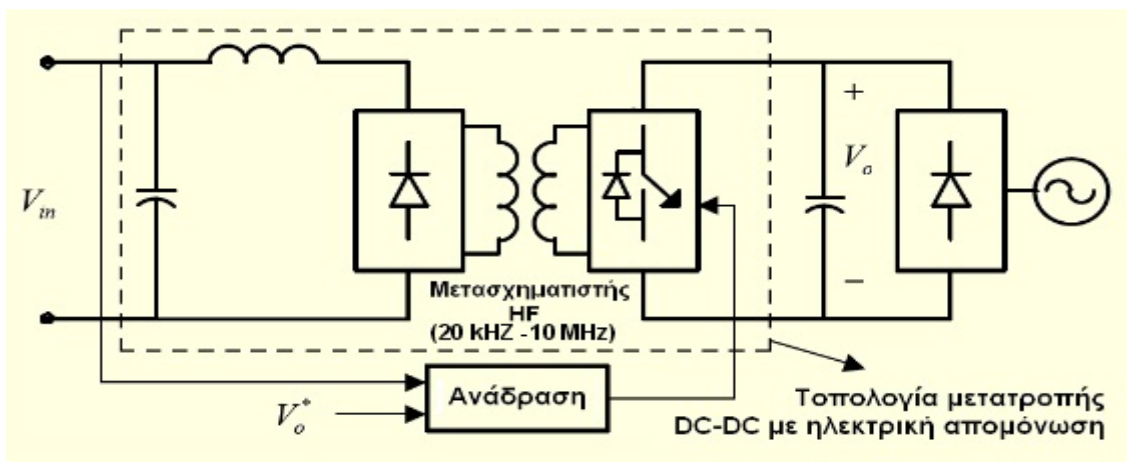 V_in
+
V_o
−
Μετασχηματιστής
HF
(20 kHZ -10 MHz)
Ανάδραση
V_o^*
Τοπολογία μετατροπής
DC-DC με ηλεκτρική απομόνωση